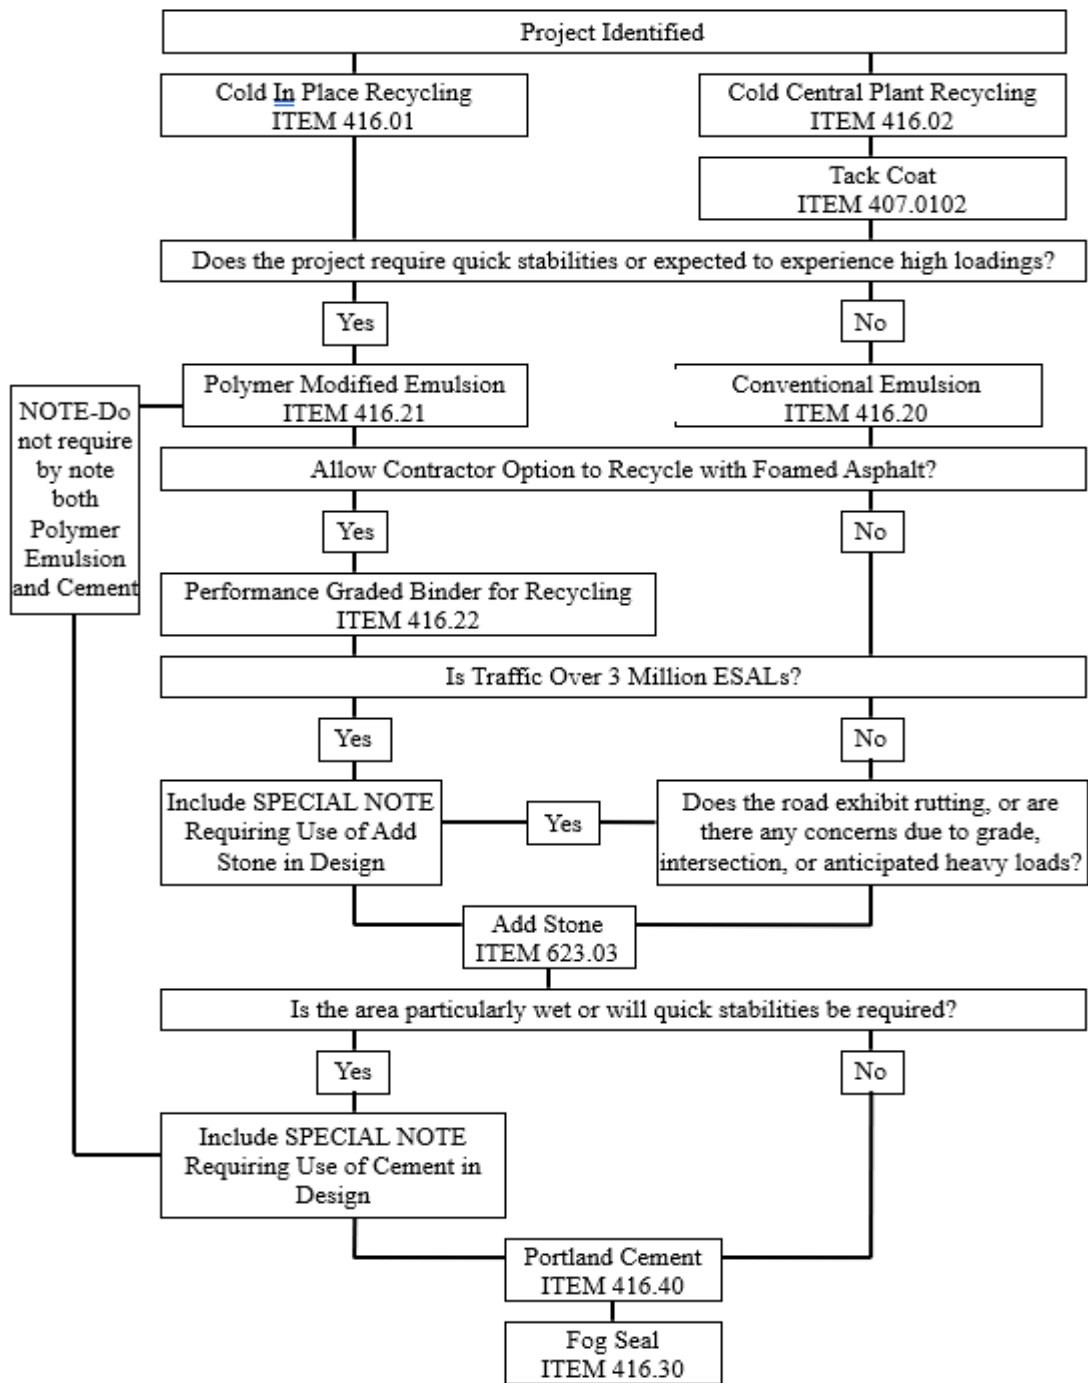 Project Identified
Cold In Place Recycling
ITEM 416.01
Cold Central Plant Recycling
ITEM 416.02
Tack Coat
ITEM 407.0102
Does the project require quick stabilities or expected to experience high loadings?
Yes
No
Polymer Modified Emulsion
ITEM 416.21
Conventional Emulsion
ITEM 416.20
NOTE-Do
not require
by note
both
Polymer
Emulsion
and Cement
Allow Contractor Option to Recycle with Foamed Asphalt?
Yes
No
Performance Graded Binder for Recycling
ITEM 416.22
Is Traffic Over 3 Million ESALs?
Yes
No
Include SPECIAL NOTE
Requiring Use of Add
Stone in Design
Yes
Does the road exhibit rutting, or are
there any concerns due to grade,
intersection, or anticipated heavy loads?
Add Stone
ITEM 623.03
Is the area particularly wet or will quick stabilities be required?
Yes
No
Include SPECIAL NOTE
Requiring Use of Cement in
Design
Portland Cement
ITEM 416.40
Fog Seal
ITEM 416.30